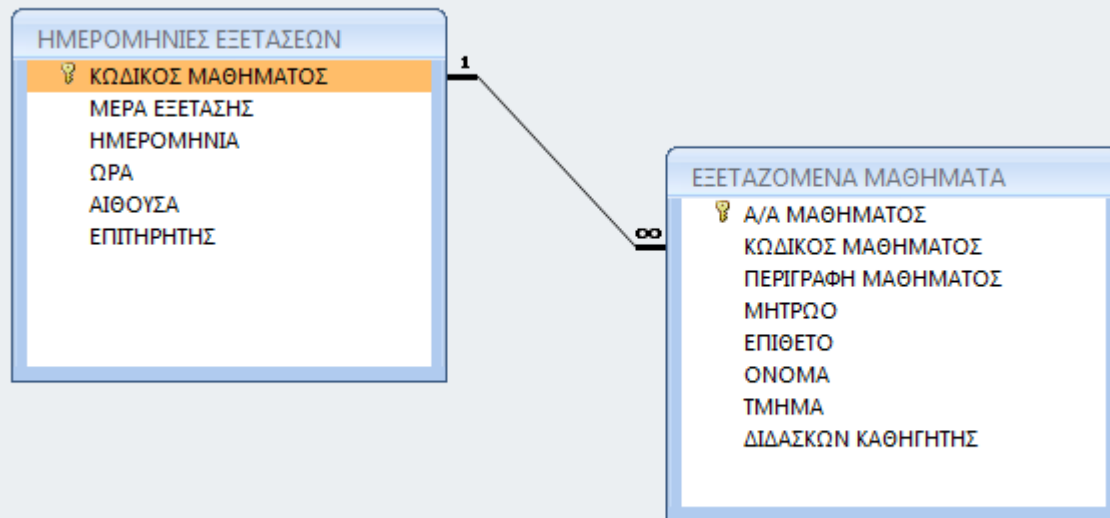 ΗΜΕΡΟΜΗΝΙΕΣ ΕΞΕΤΑΣΕΩΝ
ΚΩΔΙΚΟΣ ΜΑΘΗΜΑΤΟΣ
ΜΕΡΑ ΕΞΕΤΑΣΗΣ
ΗΜΕΡΟΜΗΝΙΑ
ΩΡΑ
ΑΙΘΟΥΣΑ
ΕΠΙΤΗΡΗΤΗΣ
1
∞
ΕΞΕΤΑΖΟΜΕΝΑ ΜΑΘΗΜΑΤΑ
Α/Α ΜΑΘΗΜΑΤΟΣ
ΚΩΔΙΚΟΣ ΜΑΘΗΜΑΤΟΣ
ΠΕΡΙΓΡΑΦΗ ΜΑΘΗΜΑΤΟΣ
ΜΗΤΡΩΟ
ΕΠΙΘΕΤΟ
ΟΝΟΜΑ
ΤΜΗΜΑ
ΔΙΔΑΣΚΩΝ ΚΑΘΗΓΗΤΗΣ